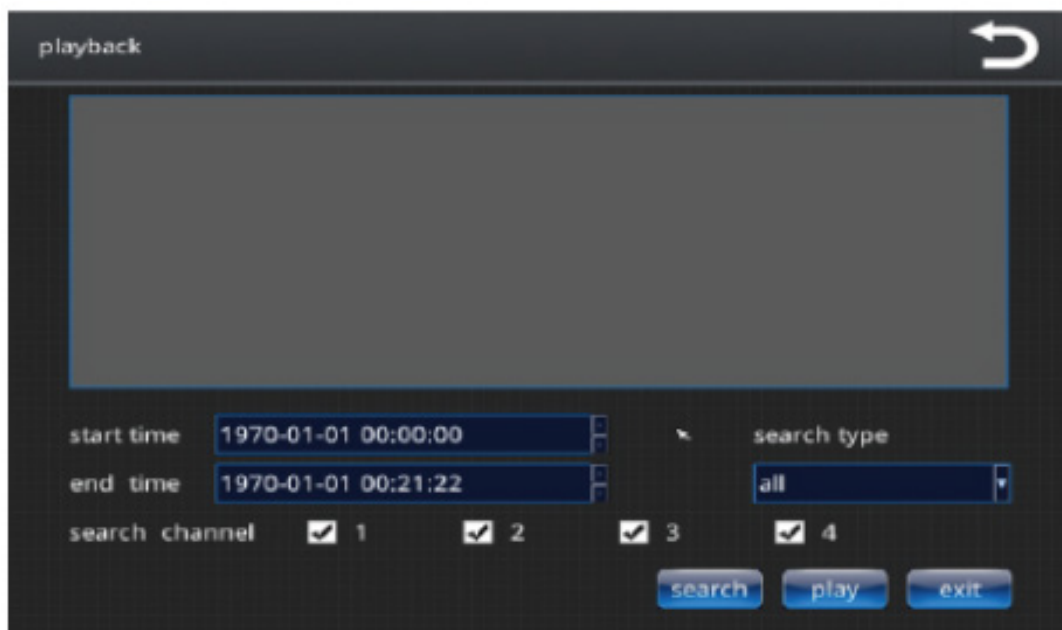 playback
start time 1970-01-01 00:00:00 search type
end time 1970-01-01 00:21:22 all
search channel 1 2 3 4
search play exit